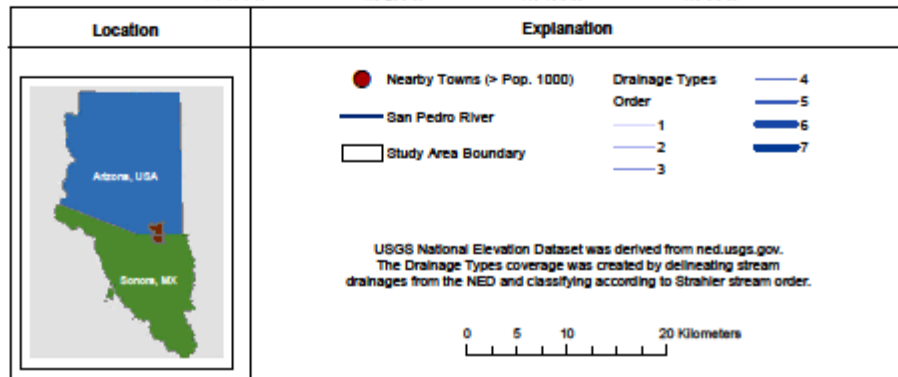 Location
Explanation
Arizona, USA
Sonora, MX
Nearby Towns (> Pop. 1000)
San Pedro River
Study Area Boundary
Drainage Types
Order
1
2
3
4
5
6
7
USGS National Elevation Dataset was derived from ned.usgs.gov.
The Drainage Types coverage was created by delineating stream
drainages from the NED and classifying according to Strahler stream order.
0 5 10 20 Kilometers